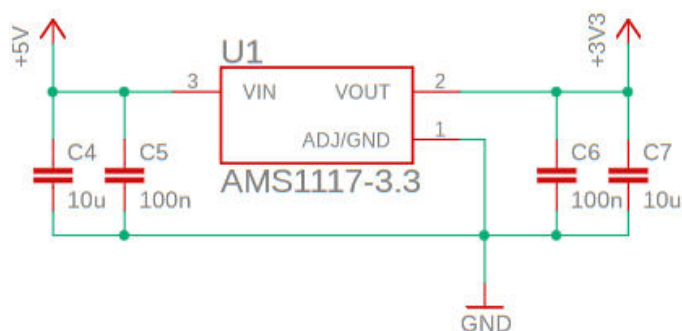 +5V
+3V3
U1
3
VIN
VOUT
2
ADJ/GND
1
C4
C5
C6
C7
AMS1117-3.3
10u
100n
100n
10u
GND